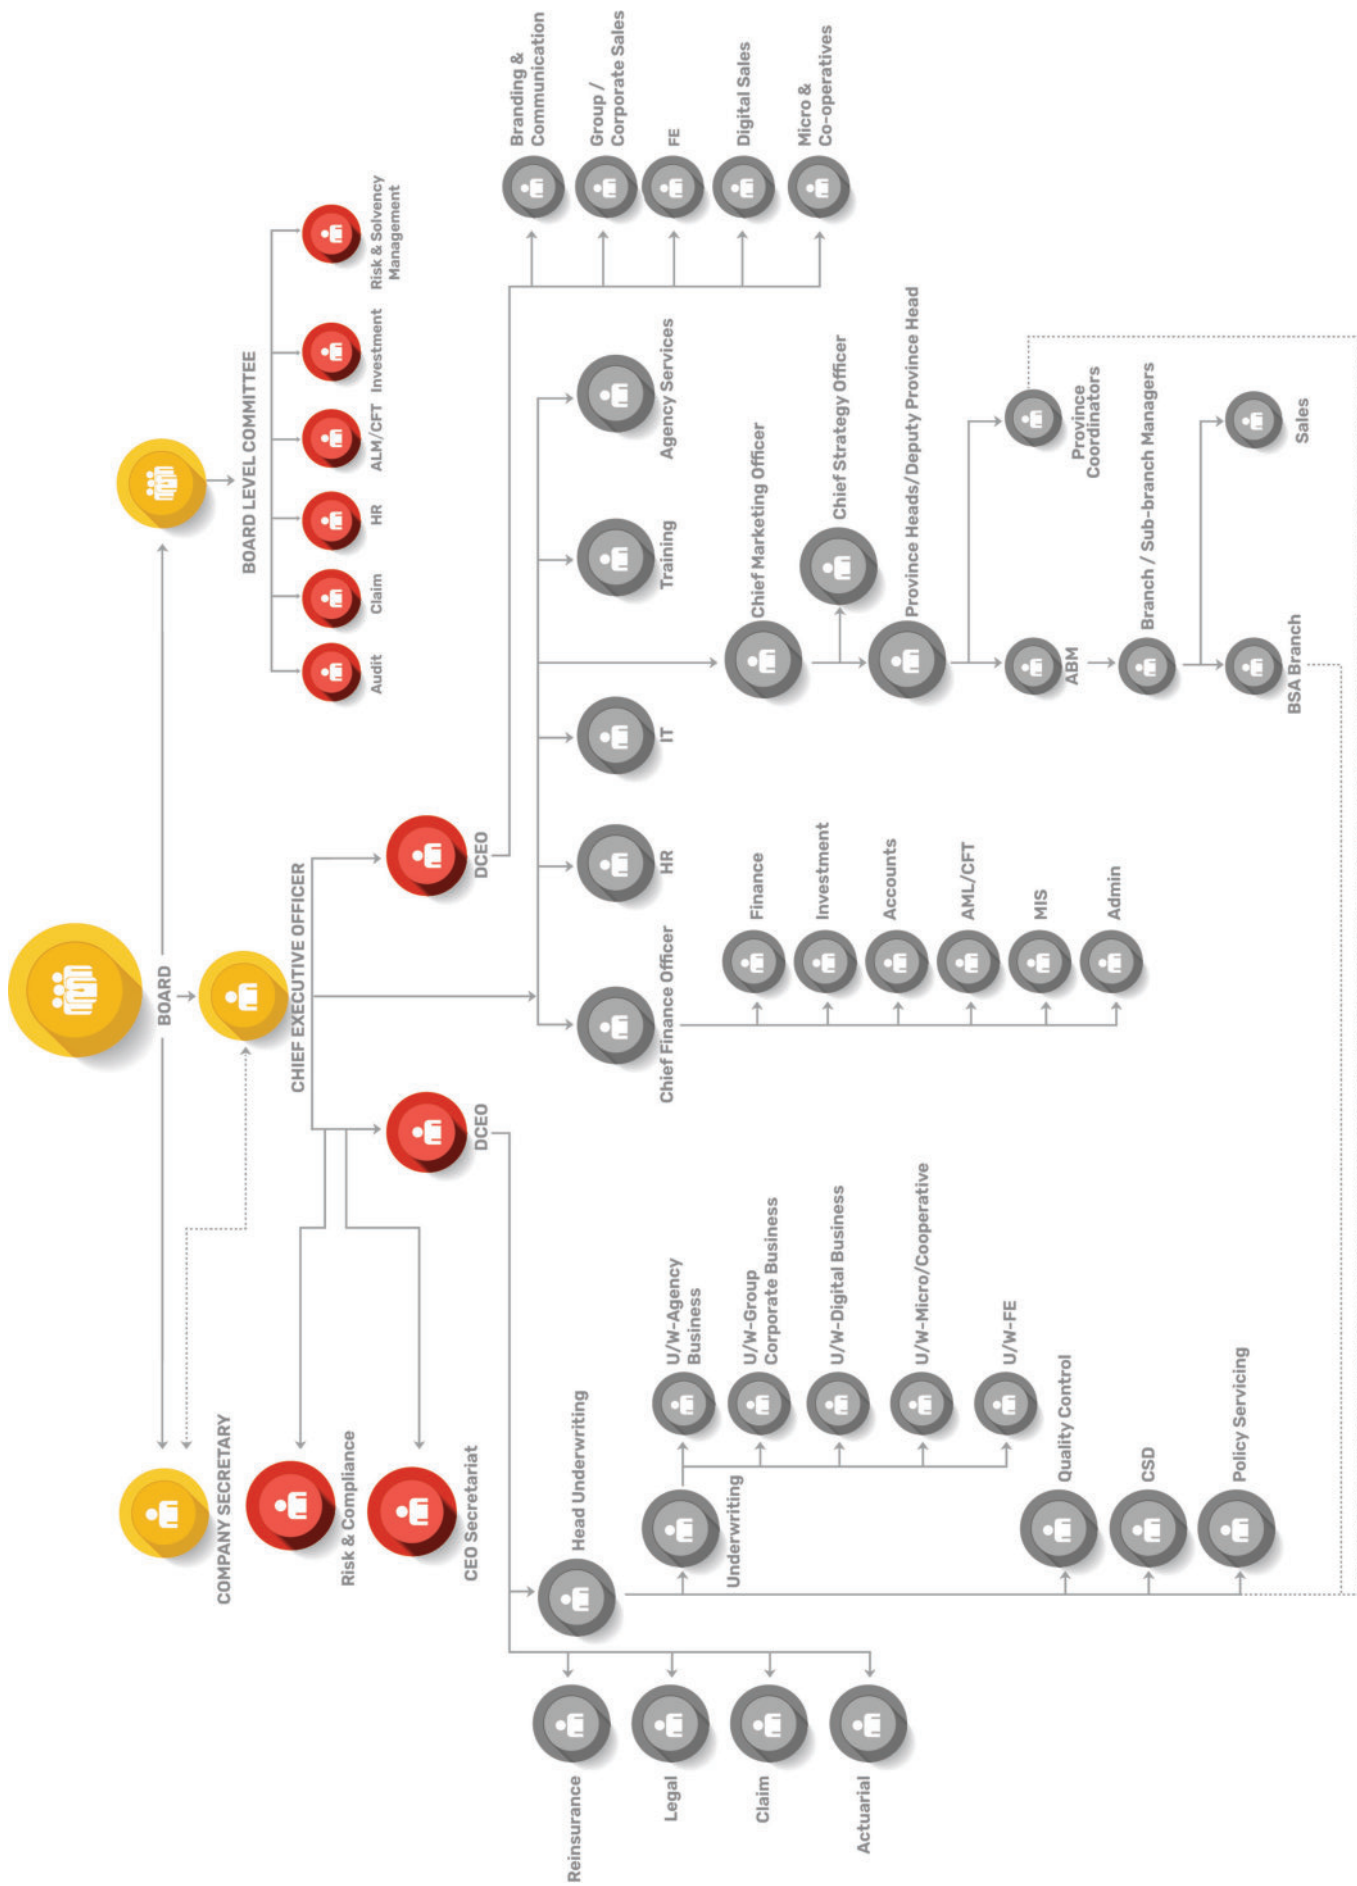 BOARD
COMPANY SECRETARY
BOARD LEVEL COMMITTEE
Audit
Claim
HR
ALM/CFT
Investment
Risk & Solvency
Management
CHIEF EXECUTIVE OFFICER
Risk & Compliance
CEO Secretariat
DCEO
DCEO
Reinsurance
Legal
Claim
Actuarial
Head Underwriting
Underwriting
U/W-Agency
Business
U/W-Group
Corporate Business
U/W-Digital Business
U/W-Micro/Cooperative
U/W-FE
Quality Control
CSD
Policy Servicing
Chief Finance Officer
HR
IT
Training
Agency Services
Finance
Investment
Accounts
AML/CFT
MIS
Admin
Chief Marketing Officer
Chief Strategy Officer
Province Heads/Deputy Province Head
ABM
Province
Coordinators
Branch / Sub-branch Managers
BSA Branch
Sales
Branding &
Communication
Group /
Corporate Sales
FE
Digital Sales
Micro &
Co-operatives